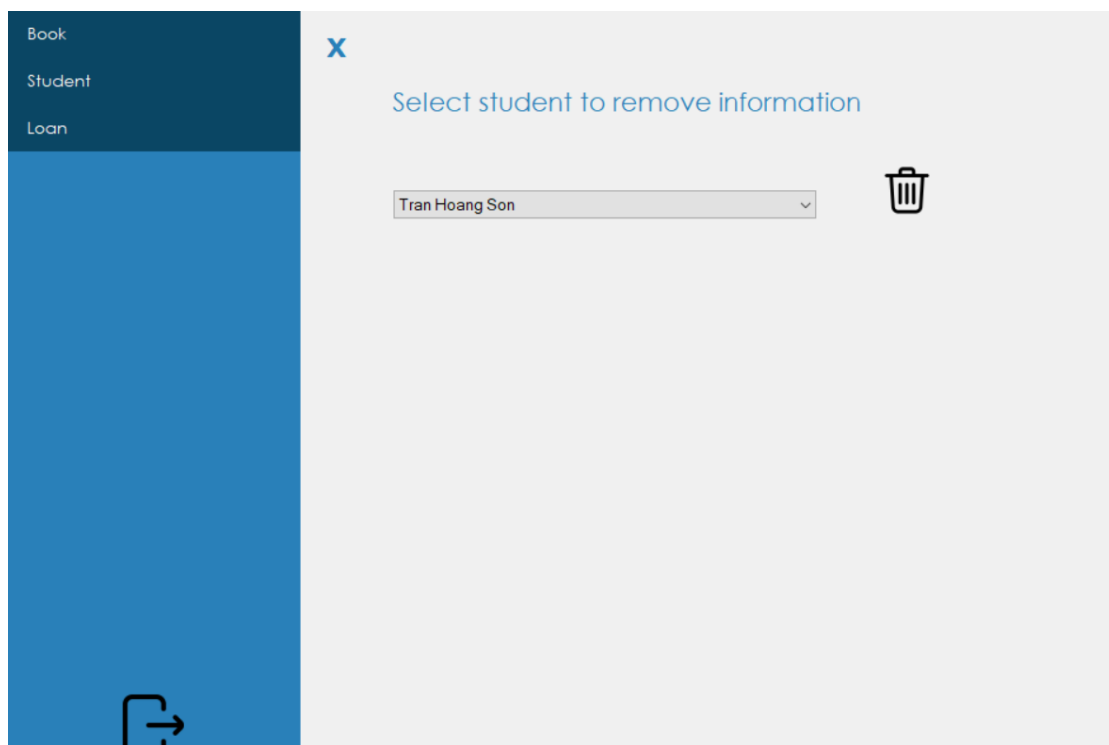 Book
Student
Loan
X
Select student to remove information
Tran Hoang Son